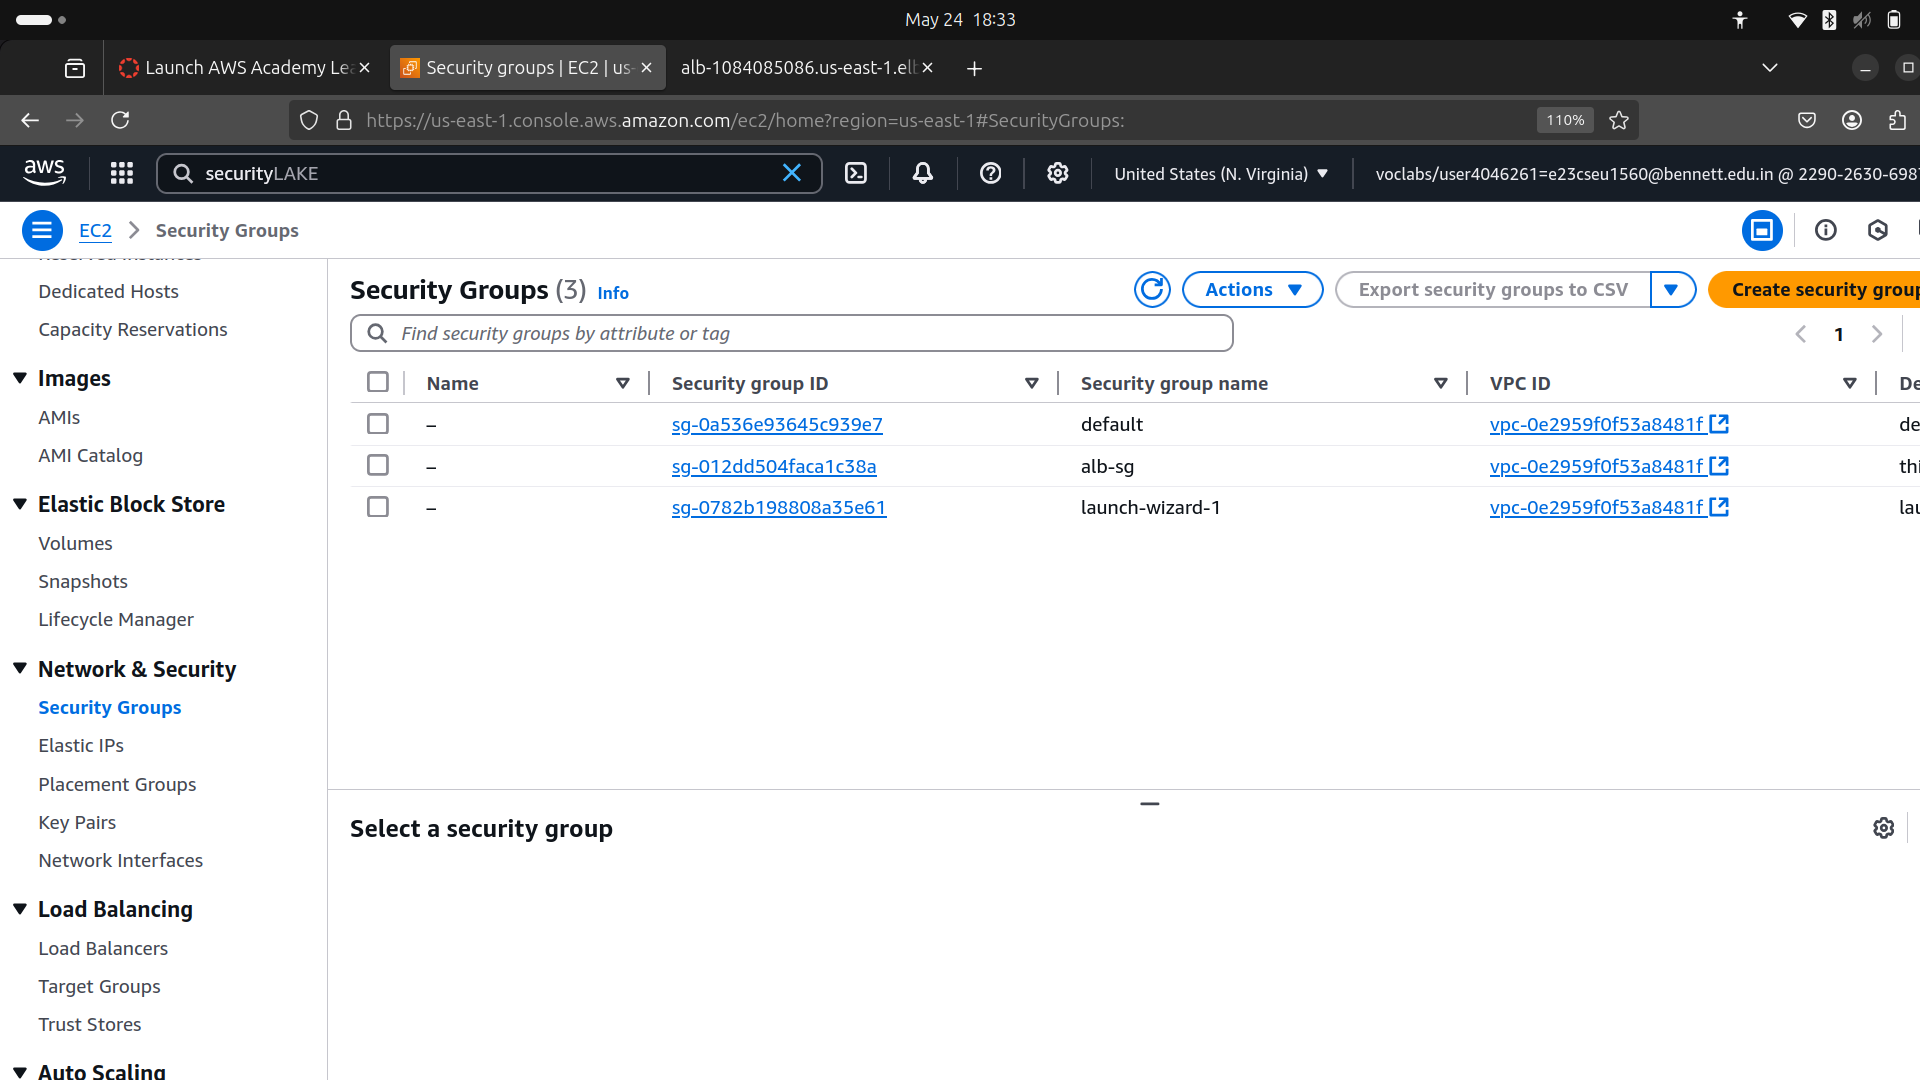 May 24 18:33
Launch AWS Academy Le
Security groups | EC2 | us-
alb-1084085086.us-east-1.elb
https://us-east-1.console.aws.amazon.com/ec2/home?region=us-east-1#SecurityGroups:
110%
aws
securityLAKE
United States (N. Virginia)
voclabs/user4046261=e23cseu1560@bennett.edu.in @ 2290-2630-698
EC2
Security Groups
Reserved Instances
Dedicated Hosts
Capacity Reservations
Images
AMIs
AMI Catalog
Elastic Block Store
Volumes
Snapshots
Lifecycle Manager
Network & Security
Security Groups
Elastic IPs
Placement Groups
Key Pairs
Network Interfaces
Load Balancing
Load Balancers
Target Groups
Trust Stores
Auto Scaling
Security Groups (3) Info
Actions
Export security groups to CSV
Create security group
Find security groups by attribute or tag
1
Name Security group ID Security group name VPC ID De
– sg-0a536e93645c939e7 default vpc-0e2959f0f53a8481f de
– sg-012dd504faca1c38a alb-sg vpc-0e2959f0f53a8481f thi
– sg-0782b198808a35e61 launch-wizard-1 vpc-0e2959f0f53a8481f lau
Select a security group